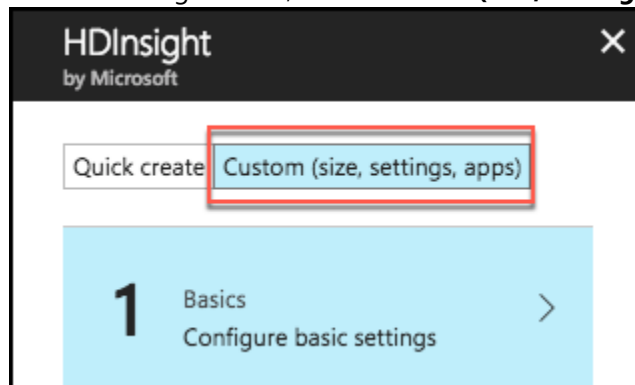 HDInsight
by Microsoft
Quick create Custom (size, settings, apps)
1 Basics
Configure basic settings